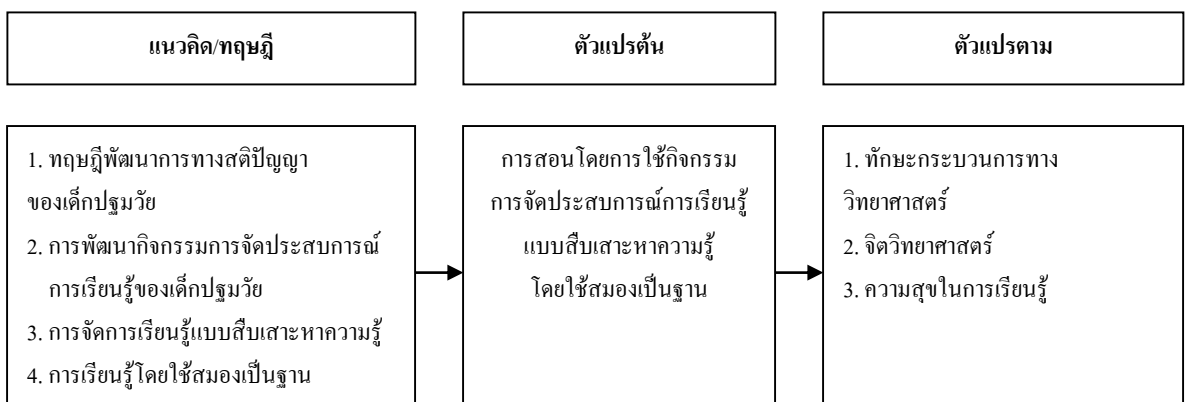 แนวคิด/ทฤษฎี
ตัวแปรต้น
ตัวแปรตาม
1. ทฤษฎีพัฒนาการทางสติปัญญา
ของเด็กปฐมวัย
2. การพัฒนากิจกรรมการจัดประสบการณ์
การเรียนรู้ของเด็กปฐมวัย
3. การจัดการเรียนรู้แบบสืบเสาะหาความรู้
4. การเรียนรู้โดยใช้สมองเป็นฐาน
การสอนโดยการใช้กิจกรรม
การจัดประสบการณ์การเรียนรู้
แบบสืบเสาะหาความรู้
โดยใช้สมองเป็นฐาน
1. ทักษะกระบวนการทาง
วิทยาศาสตร์
2. จิตวิทยาศาสตร์
3. ความสุขในการเรียนรู้